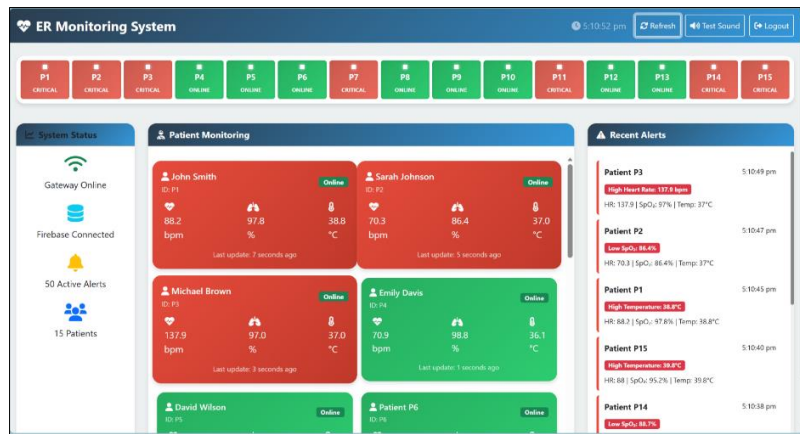 ER Monitoring System
5:10:52 pm
Refresh
Test Sound
Logout
P1
CRITICAL
P2
CRITICAL
P3
CRITICAL
P4
ONLINE
P5
ONLINE
P6
ONLINE
P7
CRITICAL
P8
ONLINE
P9
ONLINE
P10
ONLINE
P11
CRITICAL
P12
ONLINE
P13
ONLINE
P14
CRITICAL
P15
CRITICAL
System Status
Gateway Online
Firebase Connected
50 Active Alerts
15 Patients
Patient Monitoring
John Smith
ID: P1
Online
88.2 97.8 38.8
bpm % °C
Last update: 7 seconds ago
Sarah Johnson
ID: P2
Online
70.3 86.4 37.0
bpm % °C
Last update: 5 seconds ago
Michael Brown
ID: P3
Online
137.9 97.0 37.0
bpm % °C
Last update: 3 seconds ago
Emily Davis
ID: P4
Online
70.9 98.8 36.1
bpm % °C
Last update: 1 seconds ago
David Wilson
ID: P5
Online
Patient P6
ID: P6
Online
Recent Alerts
Patient P3 5:10:49 pm
High Heart Rate: 137.9 bpm
HR: 137.9 | SpO₂: 97% | Temp: 37°C
Patient P2 5:10:47 pm
Low SpO₂: 86.4%
HR: 70.3 | SpO₂: 86.4% | Temp: 37°C
Patient P1 5:10:45 pm
High Temperature: 38.8°C
HR: 88.2 | SpO₂: 97.8% | Temp: 38.8°C
Patient P15 5:10:40 pm
High Temperature: 39.8°C
HR: 88 | SpO₂: 95.2% | Temp: 39.8°C
Patient P14 5:10:38 pm
Low SpO₂: 88.7%